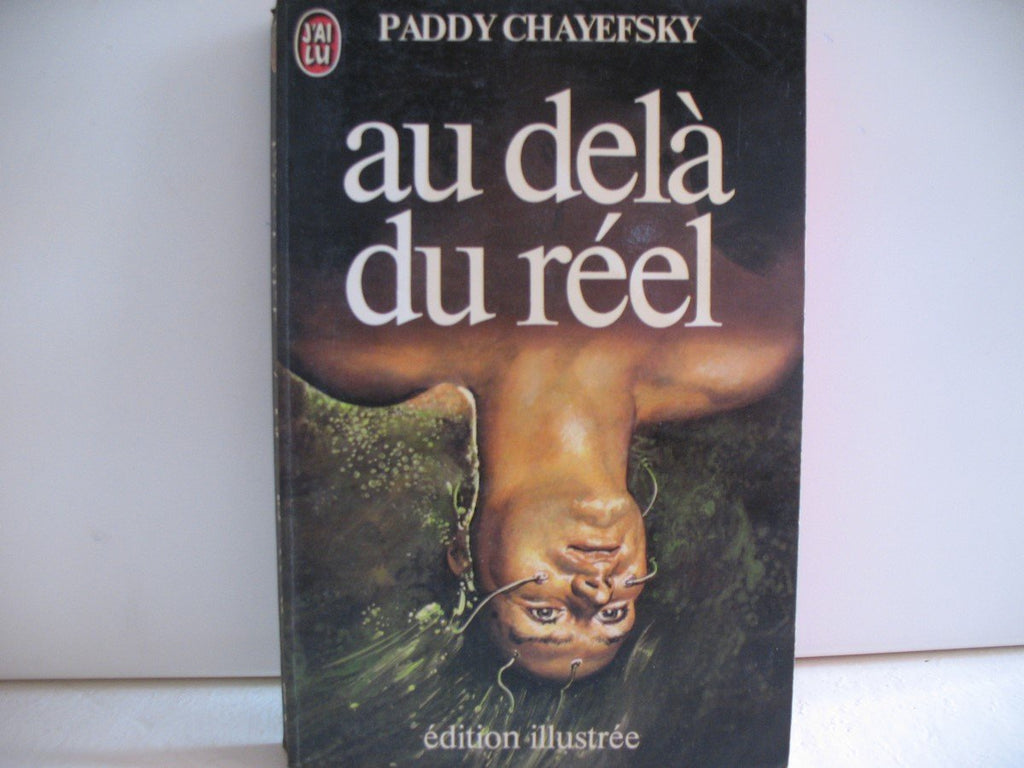 J'AI
LU
PADDY CHAYEFSKY
au delà
du réel
édition illustrée